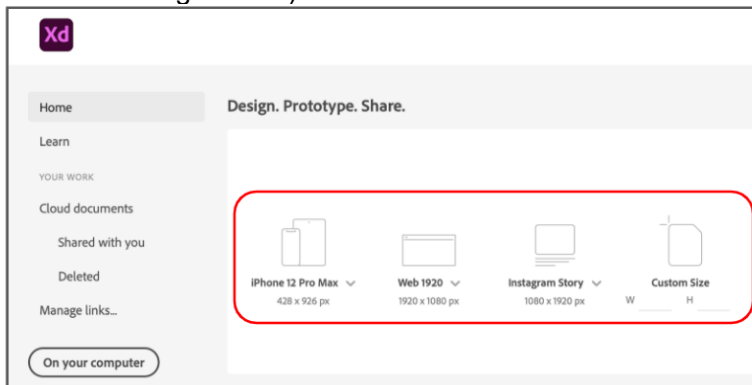 Xd
Home
Design. Prototype. Share.
Learn
YOUR WORK
Cloud documents
Shared with you
Deleted
iPhone 12 Pro Max
Web 1920
Instagram Story
Custom Size
428 x 926 px
1920 x 1080 px
1080 x 1920 px
W H
Manage links...
On your computer